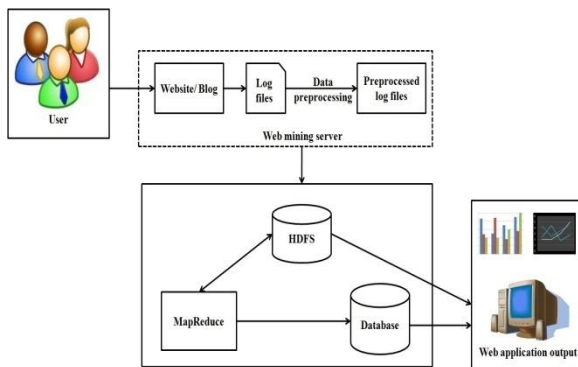 User
Website/ Blog
Log
files
Data
preprocessing
Preprocessed
log files
Web mining server
HDFS
MapReduce
Database
Web application output